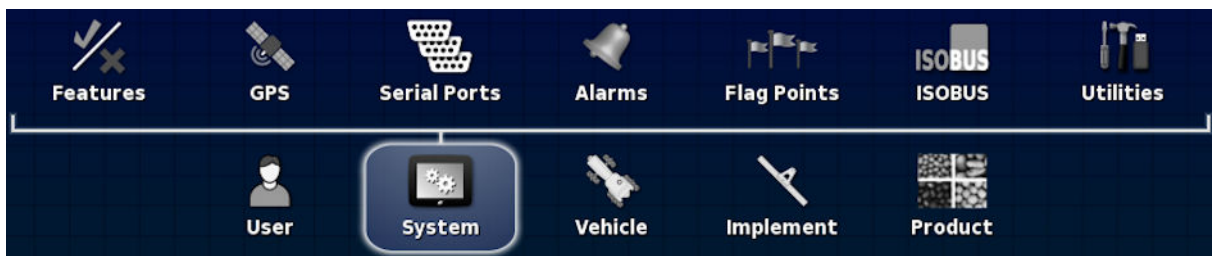 ISOBUS
Features GPS Serial Ports Alarms Flag Points ISOBUS Utilities
User System Vehicle Implement Product